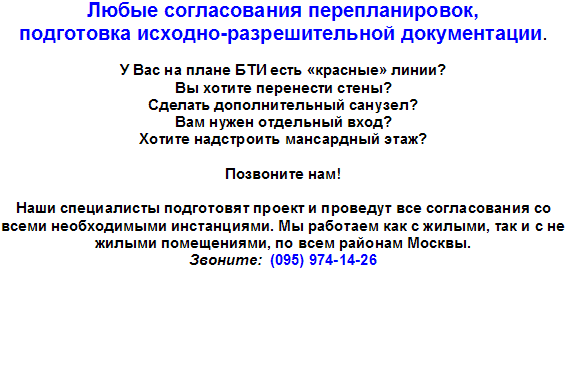 Любые согласования перепланировок,
подготовка исходно-разрешительной документации.
У Вас на плане БТИ есть «красные» линии?
Вы хотите перенести стены?
Сделать дополнительный санузел?
Вам нужен отдельный вход?
Хотите надстроить мансардный этаж?
Позвоните нам!
Наши специалисты подготовят проект и проведут все согласования со
всеми необходимыми инстанциями. Мы работаем как с жилыми, так и с не
жилыми помещениями, по всем районам Москвы.
Звоните: (095) 974-14-26